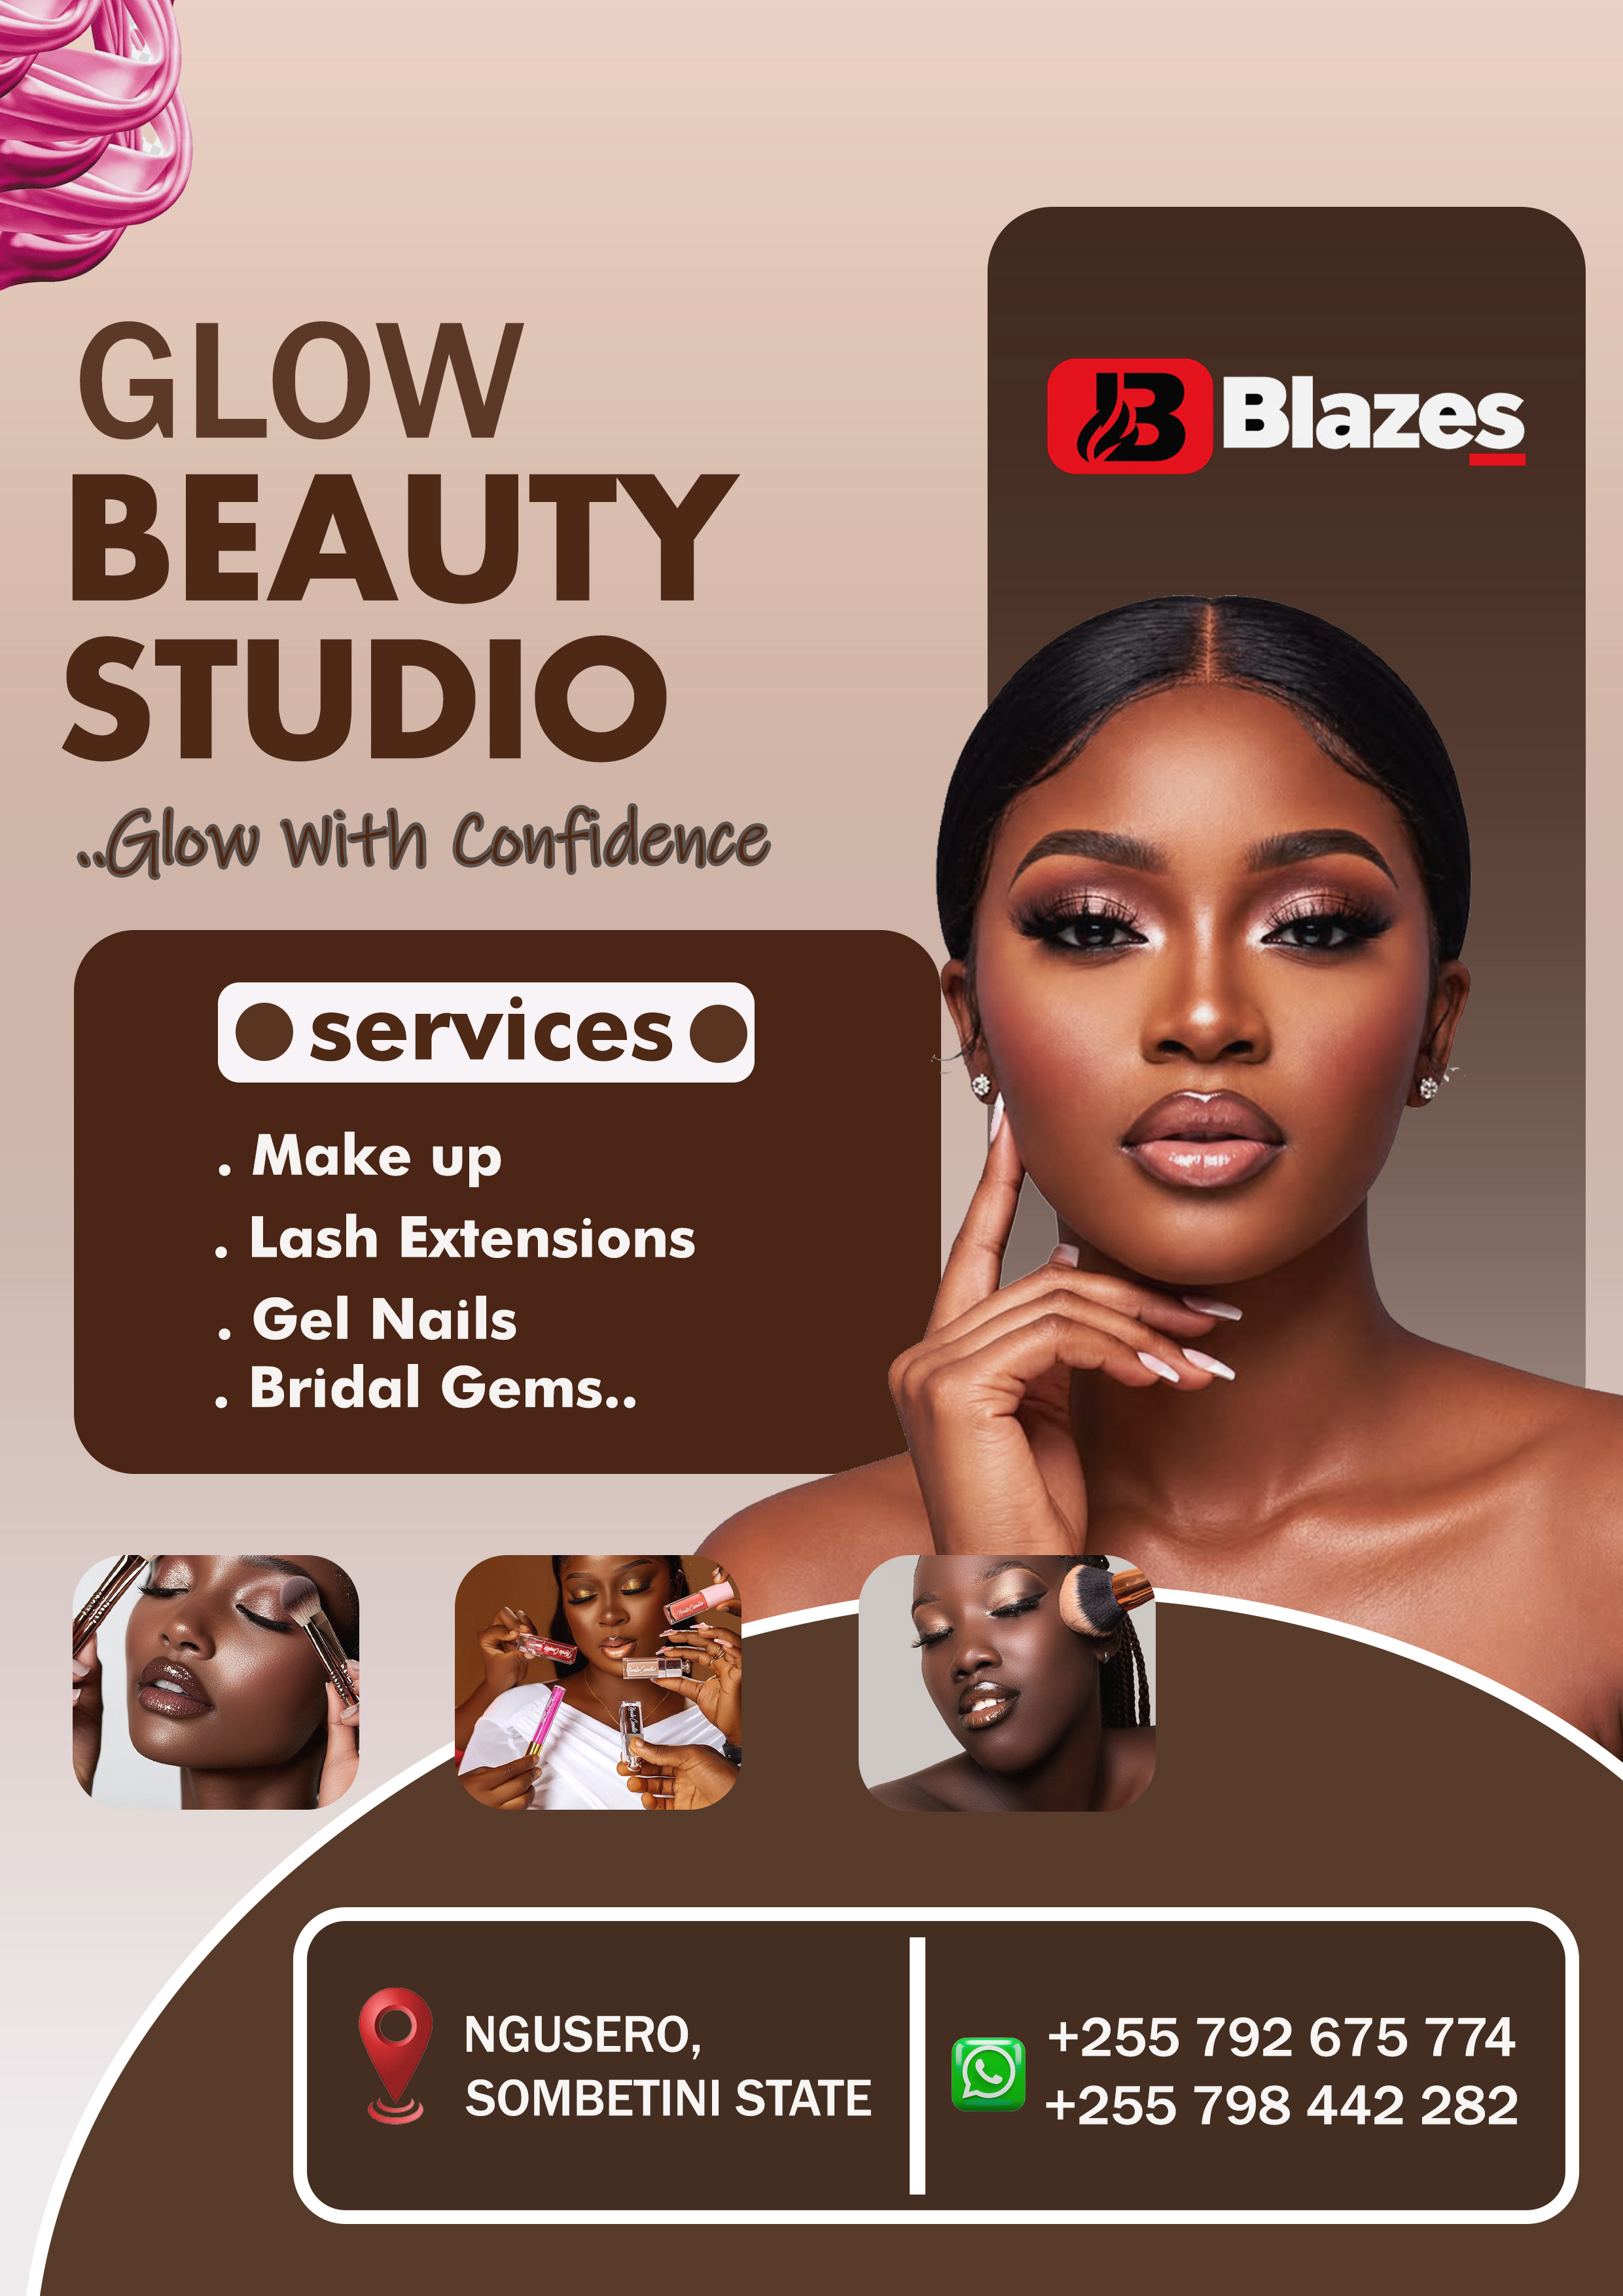 GLOW
BEAUTY
STUDIO
..Glow With Confidence
B Blazes
services
. Make up
. Lash Extensions
. Gel Nails
. Bridal Gems..
NGUSERO,
SOMBETINI STATE
+255 792 675 774
+255 798 442 282